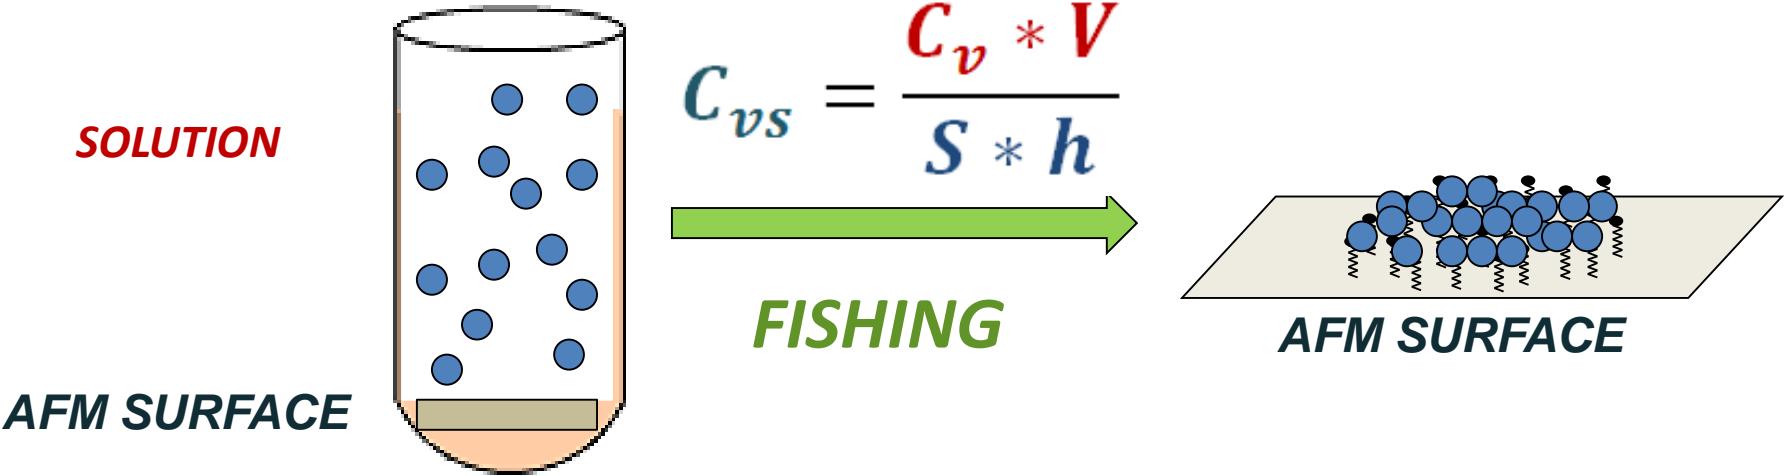 SOLUTION
C_vs = (C_v * V) / (S * h)
FISHING
AFM SURFACE
AFM SURFACE